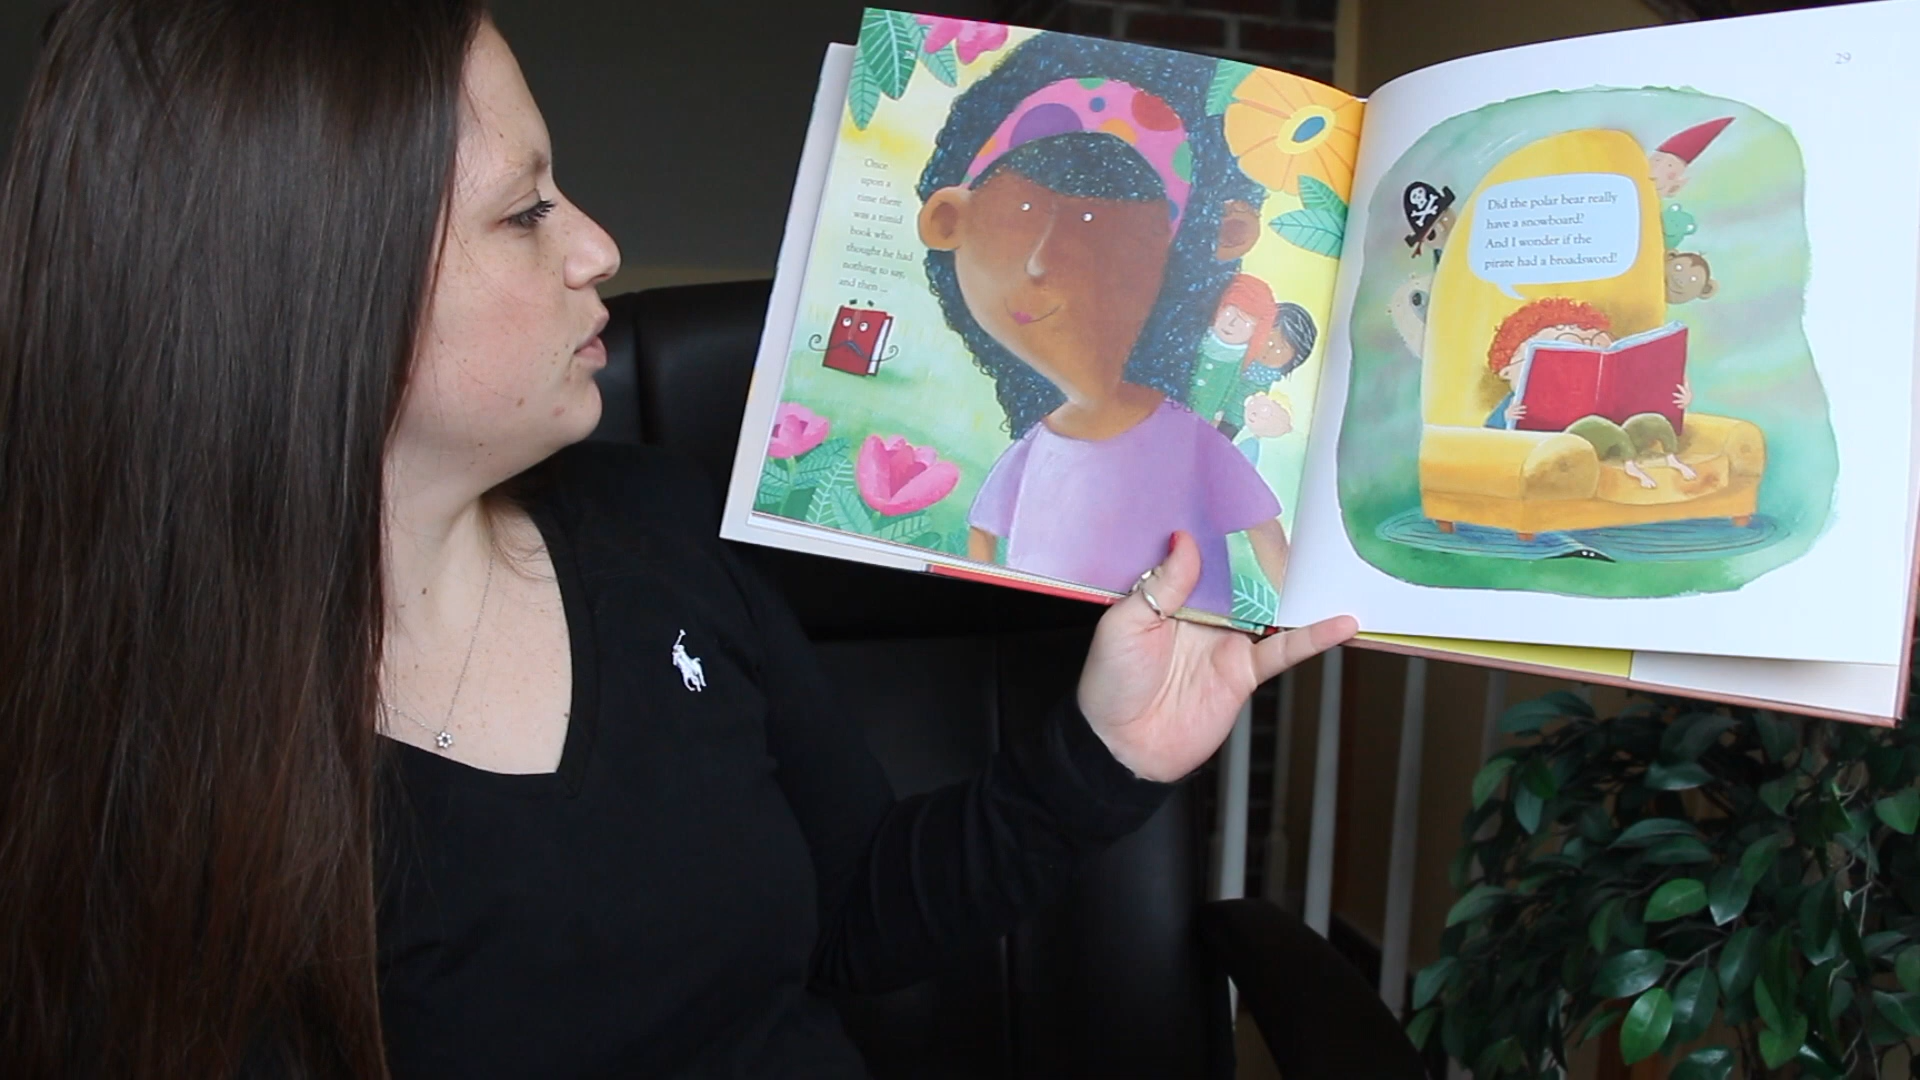 28
Once
upon a
time there
was a timid
book who
thought he had
nothing to say,
and then ...
29
Did the polar bear really
have a snowboard?
And I wonder if the
pirate had a broadsword!